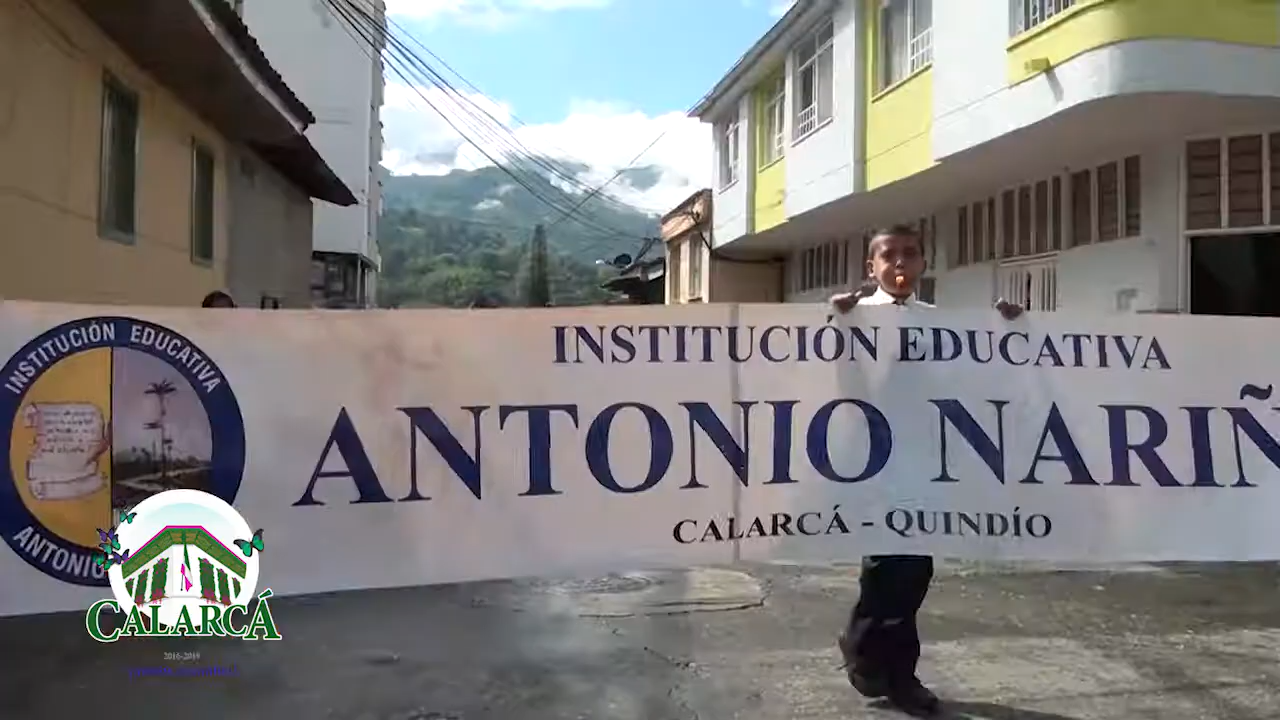 INSTITUCIÓN EDUCATIVA
ANTONIO
INSTITUCIÓN EDUCATIVA
ANTONIO NARIÑ
CALARCÁ - QUINDÍO
CALARCÁ
2016-2019